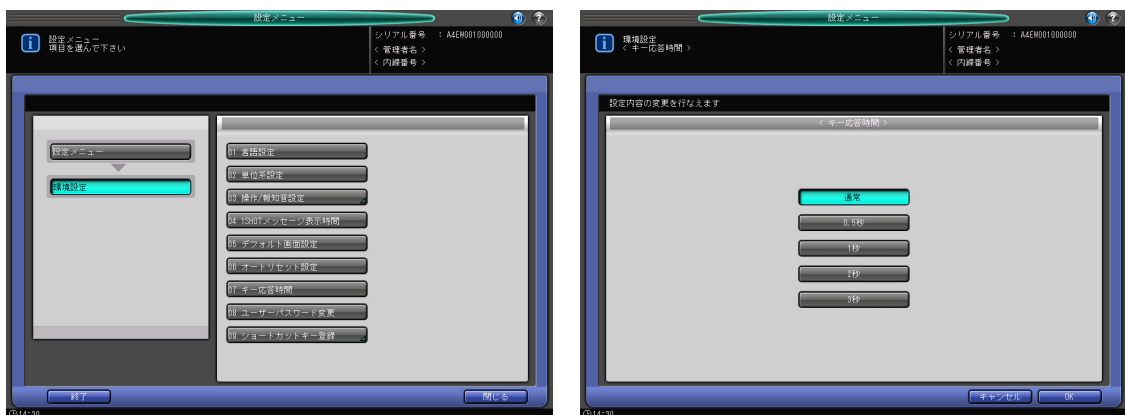 設定メニュー
設定メニュー
項目を選んで下さい
シリアル番号 : A4EW001000000
< 管理者名 >
< 内線番号 >
設定メニュー
環境設定
01 言語設定
02 単位系設定
03 操作/報知音設定
04 1SHOTメッセージ表示時間
05 デフォルト画面設定
06 オートリセット設定
07 キー応答時間
08 ユーザーパスワード変更
09 ショートカットキー登録
終了
閉じる
14:30
設定メニュー
環境設定
< キー応答時間 >
シリアル番号 : A4EW001000000
< 管理者名 >
< 内線番号 >
設定内容の変更を行なえます
< キー応答時間 >
通常
0.5秒
1秒
2秒
3秒
キャンセル
OK
14:30